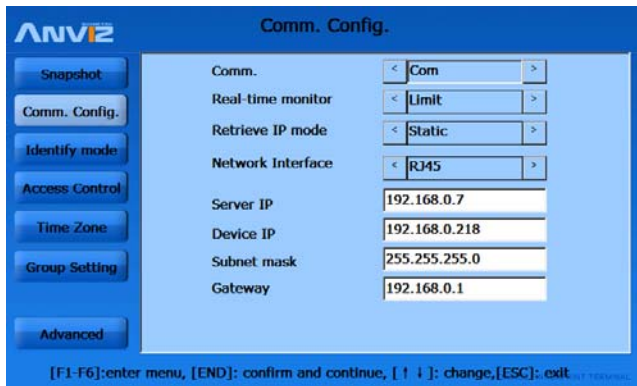 ANVIZ
Comm. Config.
Snapshot
Comm. Config.
Identify mode
Access Control
Time Zone
Group Setting
Advanced
Comm. < Com >
Real-time monitor < Limit >
Retrieve IP mode < Static >
Network Interface < RJ45 >
Server IP 192.168.0.7
Device IP 192.168.0.218
Subnet mask 255.255.255.0
Gateway 192.168.0.1
[F1-F6]:enter menu, [END]: confirm and continue, [ ↑ ↓ ]: change,[ESC]: exit